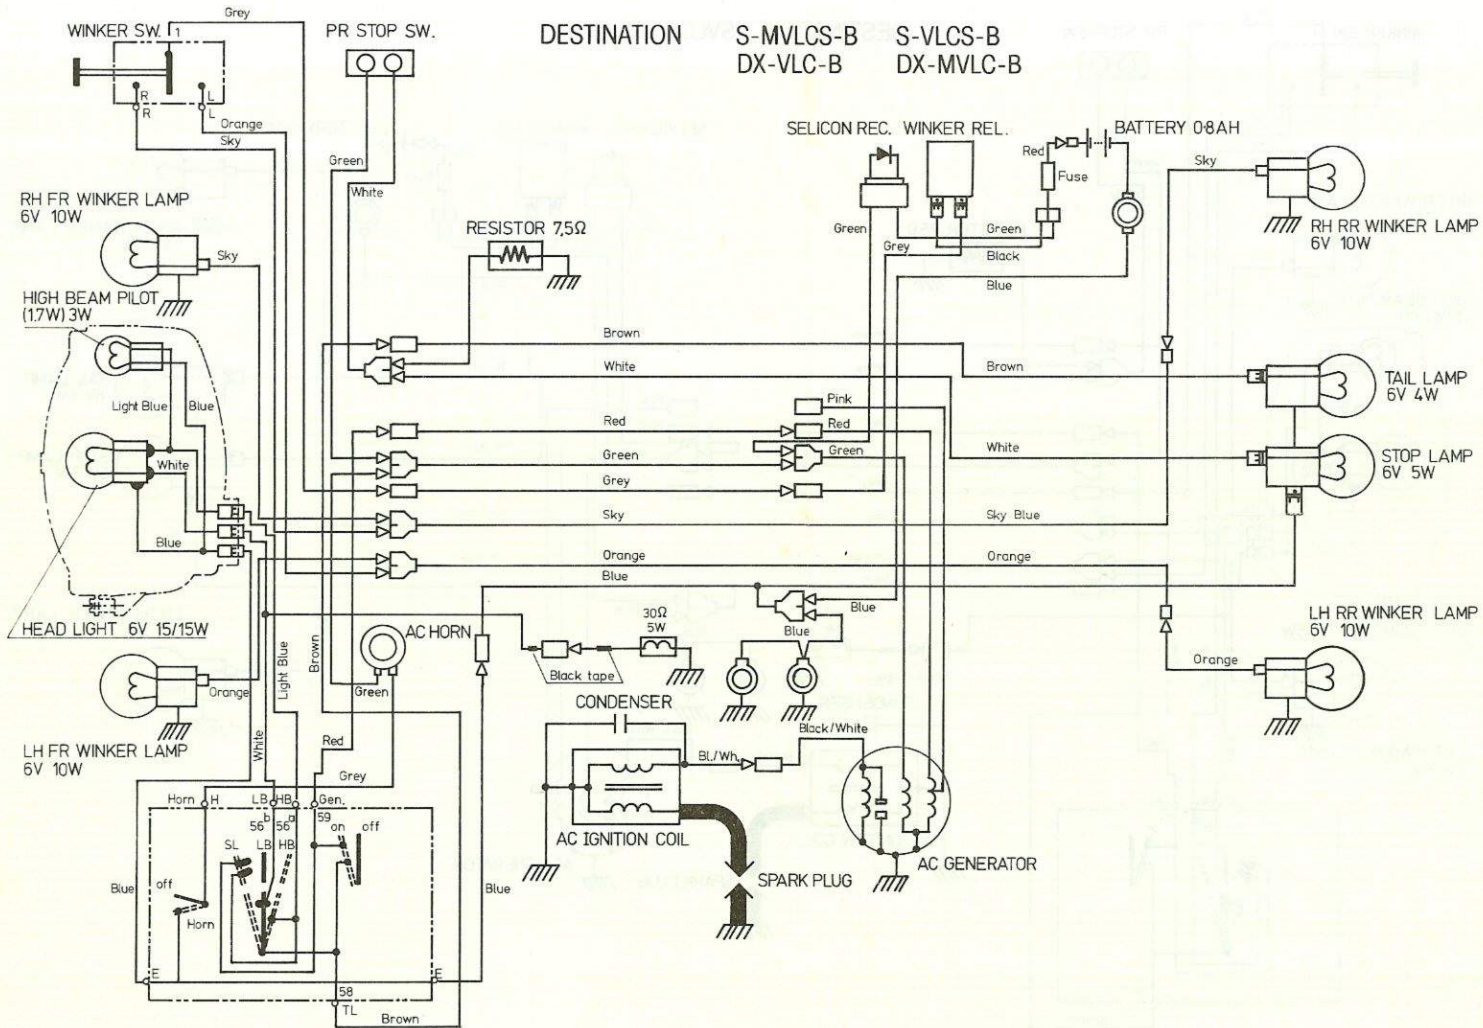 Grey
WINKER SW. 1
PR STOP SW.
DESTINATION S-MVLCS-B S-VLCS-B
DX-VLC-B DX-MVLC-B
R L
R L
Orange
Sky
Green
White
SELICON REC. WINKER REL.
BATTERY 0·8AH
Red
Fuse
Sky
RH FR WINKER LAMP
6V 10W
Sky
RESISTOR 7,5Ω
Green
Grey
Green
Black
Blue
RH RR WINKER LAMP
6V 10W
HIGH BEAM PILOT
(1.7W) 3W
Light Blue
Blue
White
Blue
Brown
White
Pink
Red
Red
Green
Green
Grey
Sky
Orange
Blue
Brown
TAIL LAMP
6V 4W
White
STOP LAMP
6V 5W
Sky Blue
Orange
HEAD LIGHT 6V 15/15W
AC HORN
30Ω
5W
Black tape
Blue
Blue
LH RR WINKER LAMP
6V 10W
Orange
Orange
Light Blue
Brown
Green
CONDENSER
Black/White
Bl./Wh.
LH FR WINKER LAMP
6V 10W
White
Red
Grey
AC IGNITION COIL
SPARK PLUG
AC GENERATOR
Horn H LB HB Gen.
56b 56a 59
on off
SL LB HB
Blue
off
Horn
Blue
E E
58
TL
Brown